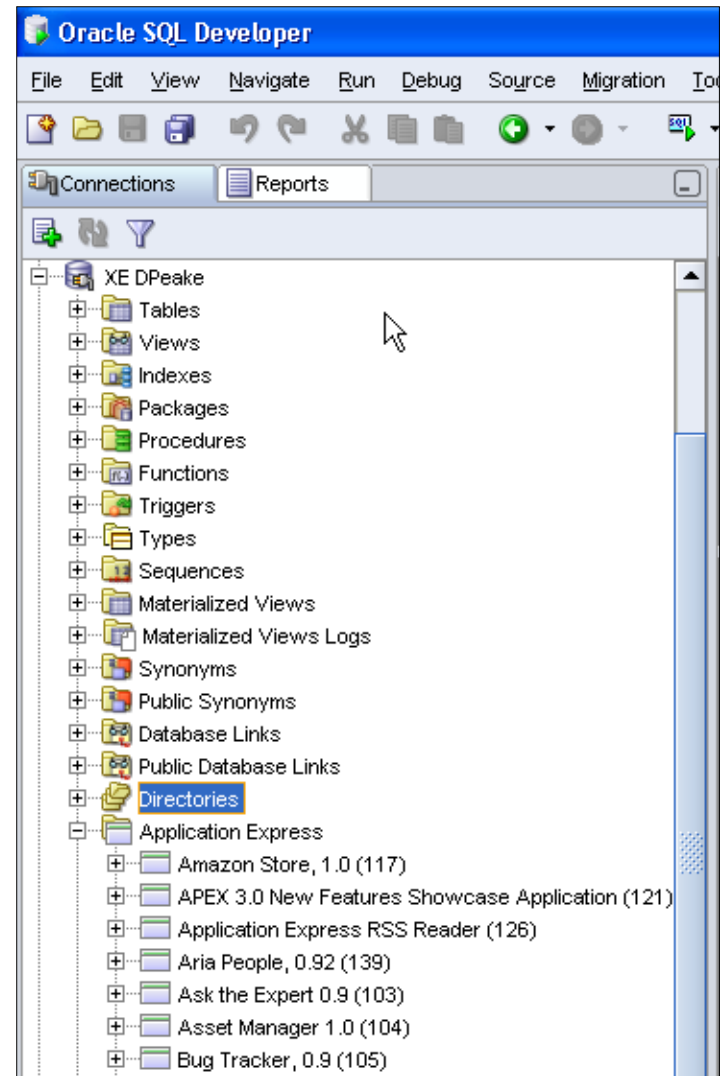 Oracle SQL Developer
File Edit View Navigate Run Debug Source Migration
Connections Reports
XE DPeake
Tables
Views
Indexes
Packages
Procedures
Functions
Triggers
Types
Sequences
Materialized Views
Materialized Views Logs
Synonyms
Public Synonyms
Database Links
Public Database Links
Directories
Application Express
Amazon Store, 1.0 (117)
APEX 3.0 New Features Showcase Application (121)
Application Express RSS Reader (126)
Aria People, 0.92 (139)
Ask the Expert 0.9 (103)
Asset Manager 1.0 (104)
Bug Tracker, 0.9 (105)